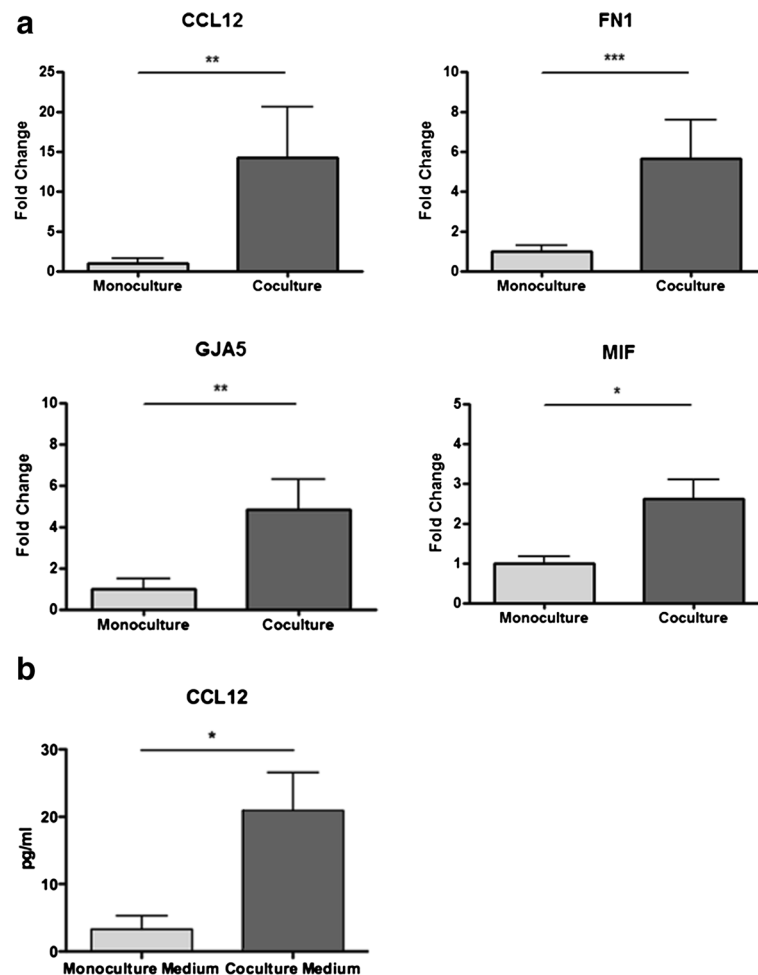 a
CCL12
**
Fold Change
25
20
15
10
5
0
Monoculture Coculture
FN1
***
Fold Change
10
8
6
4
2
0
Monoculture Coculture
GJA5
**
Fold Change
10
8
6
4
2
0
Monoculture Coculture
MIF
*
Fold Change
5
4
3
2
1
0
Monoculture Coculture
b
CCL12
*
pg/ml
30
20
10
0
Monoculture Medium Coculture Medium